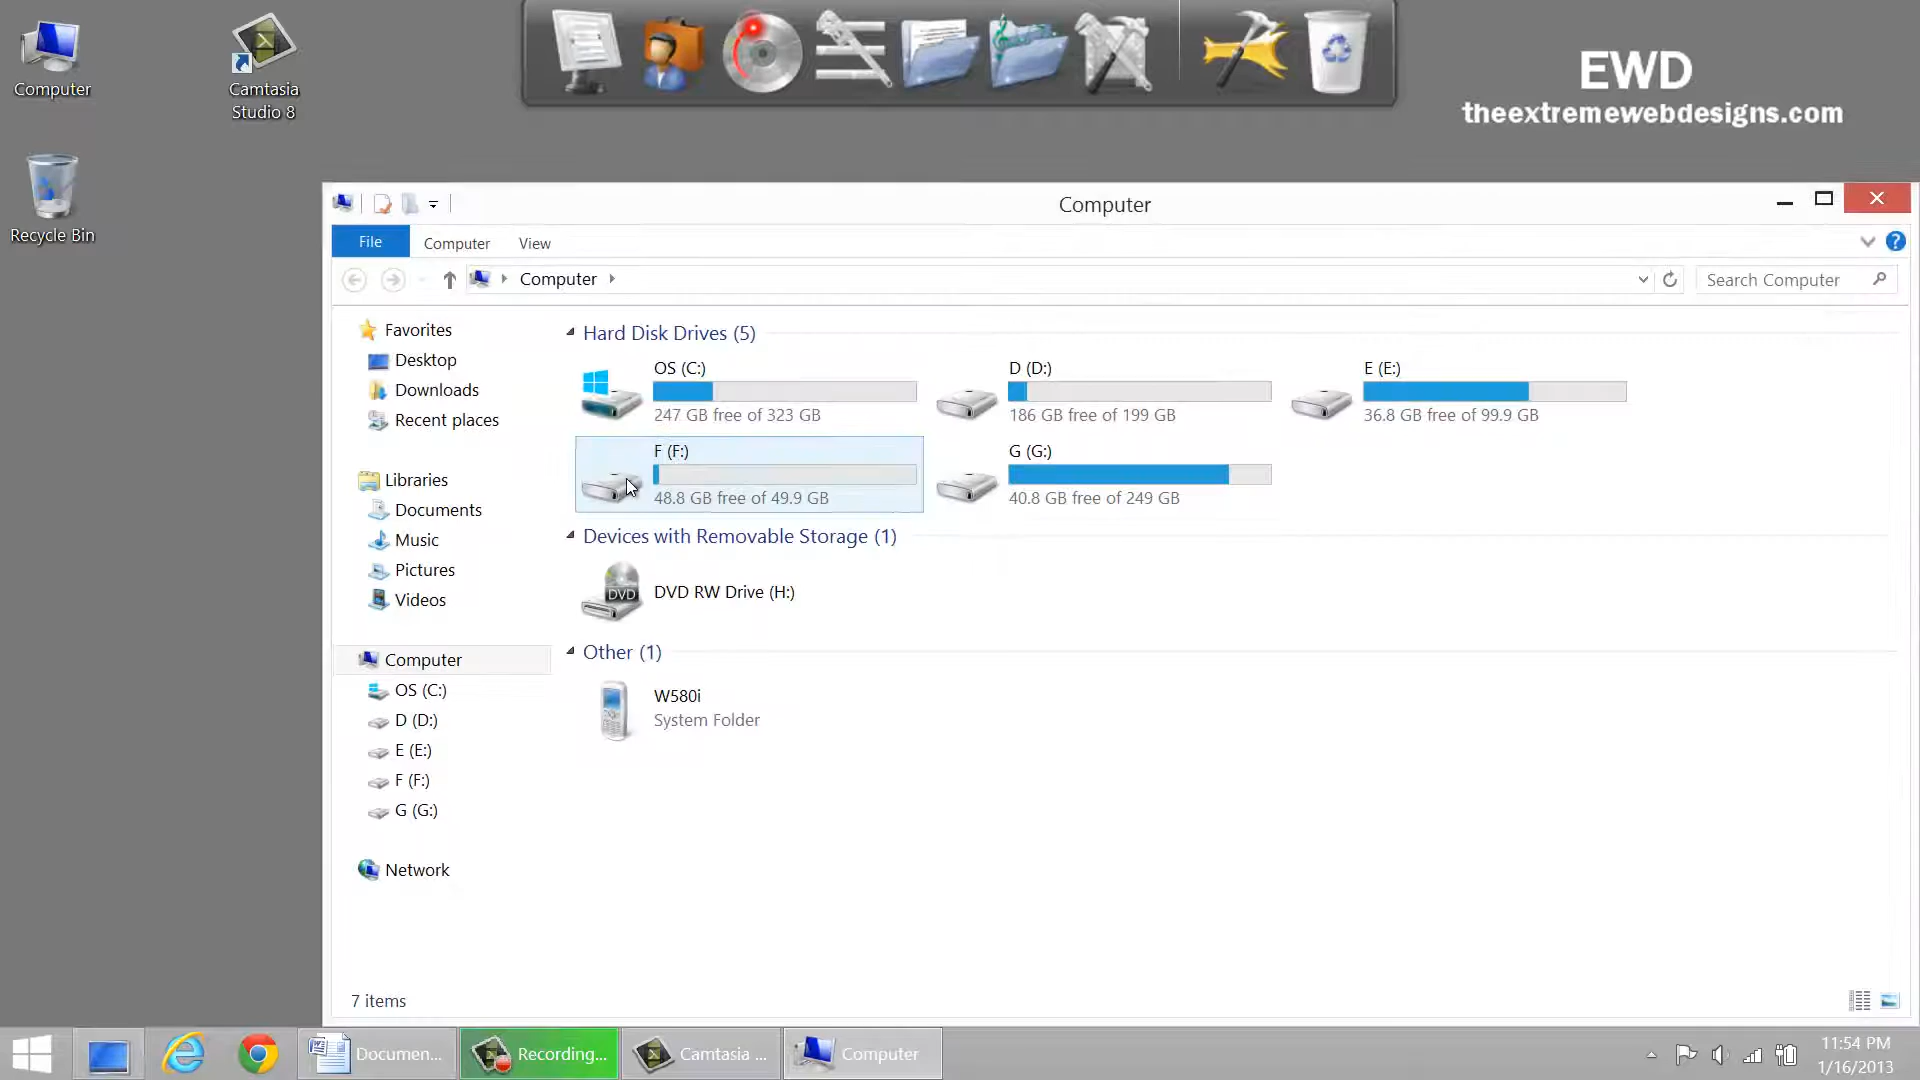 Computer
Camtasia
Studio 8
Recycle Bin
EWD
theextremewebdesigns.com
Computer
File
Computer
View
?
Computer
Search Computer
Favorites
Desktop
Downloads
Recent places
Libraries
Documents
Music
Pictures
Videos
Computer
OS (C:)
D (D:)
E (E:)
F (F:)
G (G:)
Network
Hard Disk Drives (5)
OS (C:)
247 GB free of 323 GB
D (D:)
186 GB free of 199 GB
E (E:)
36.8 GB free of 99.9 GB
F (F:)
48.8 GB free of 49.9 GB
G (G:)
40.8 GB free of 249 GB
Devices with Removable Storage (1)
DVD
DVD RW Drive (H:)
Other (1)
W580i
System Folder
7 items
Documen...
Recording...
Camtasia ...
Computer
11:54 PM
1/16/2013